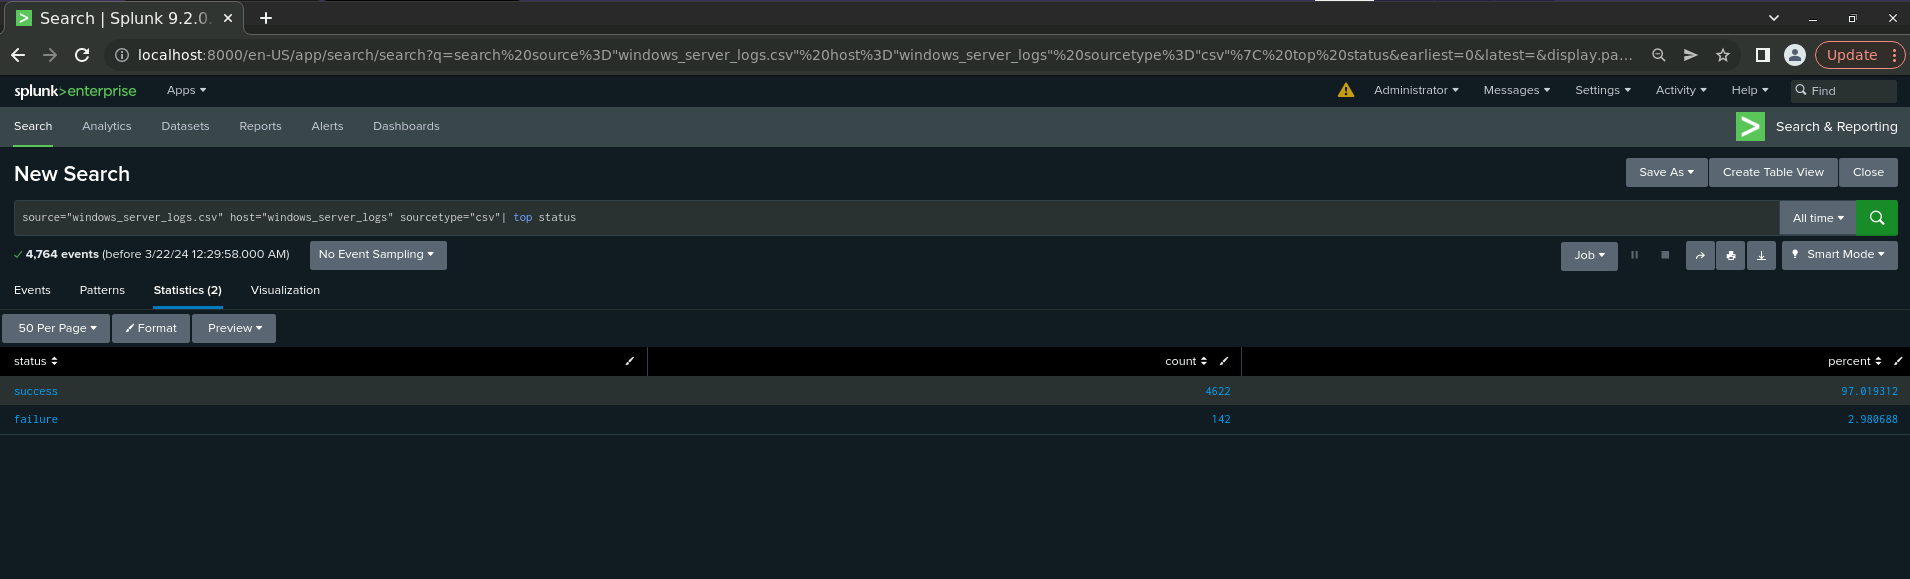 Search | Splunk 9.2.0.
localhost:8000/en-US/app/search/search?q=search%20source%3D"windows_server_logs.csv"%20host%3D"windows_server_logs"%20sourcetype%3D"csv"%7C%20top%20status&earliest=0&latest=&display.pa...
Update
splunk>enterprise Apps
Administrator Messages Settings Activity Help Find
Search Analytics Datasets Reports Alerts Dashboards
Search & Reporting
New Search
Save As Create Table View Close
source="windows_server_logs.csv" host="windows_server_logs" sourcetype="csv"| top status
All time
4,764 events (before 3/22/24 12:29:58.000 AM) No Event Sampling
Job Smart Mode
Events Patterns Statistics (2) Visualization
50 Per Page Format Preview
status count percent
success 4622 97.019312
failure 142 2.980688